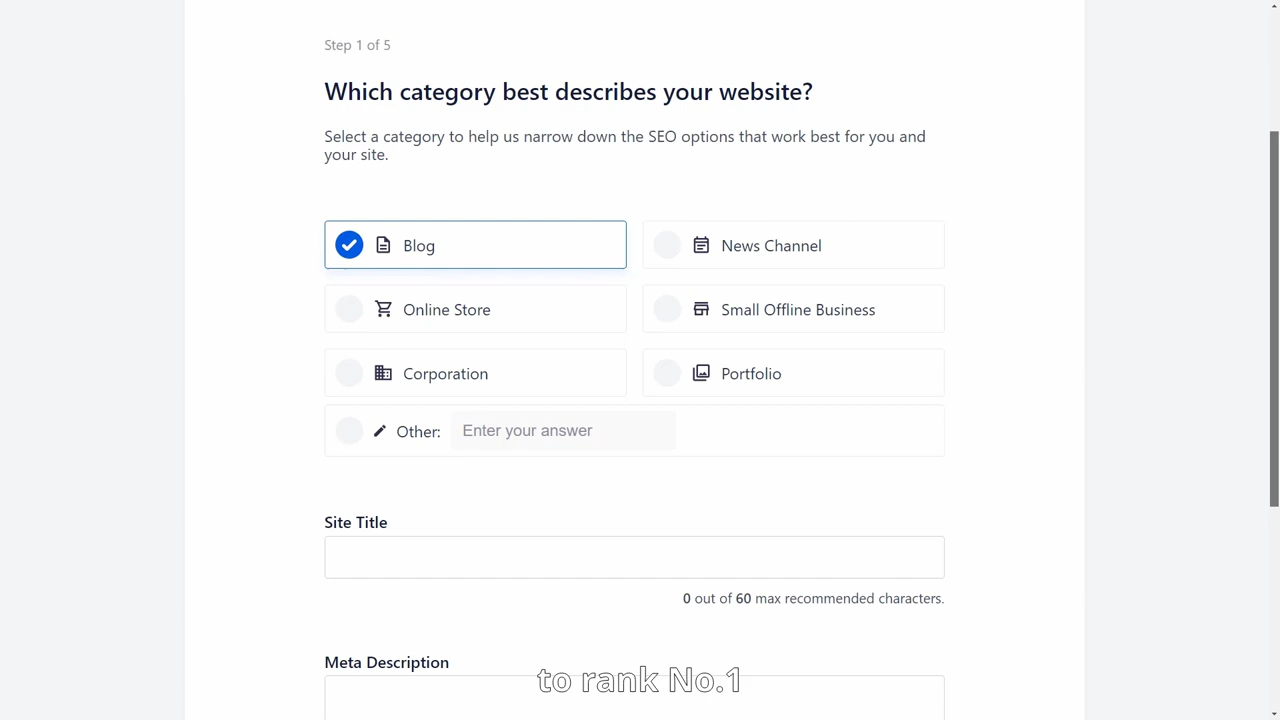 Step 1 of 5
Which category best describes your website?
Select a category to help us narrow down the SEO options that work best for you and
your site.
Blog
News Channel
Online Store
Small Offline Business
Corporation
Portfolio
Other: Enter your answer
Site Title
0 out of 60 max recommended characters.
Meta Description
to rank No.1